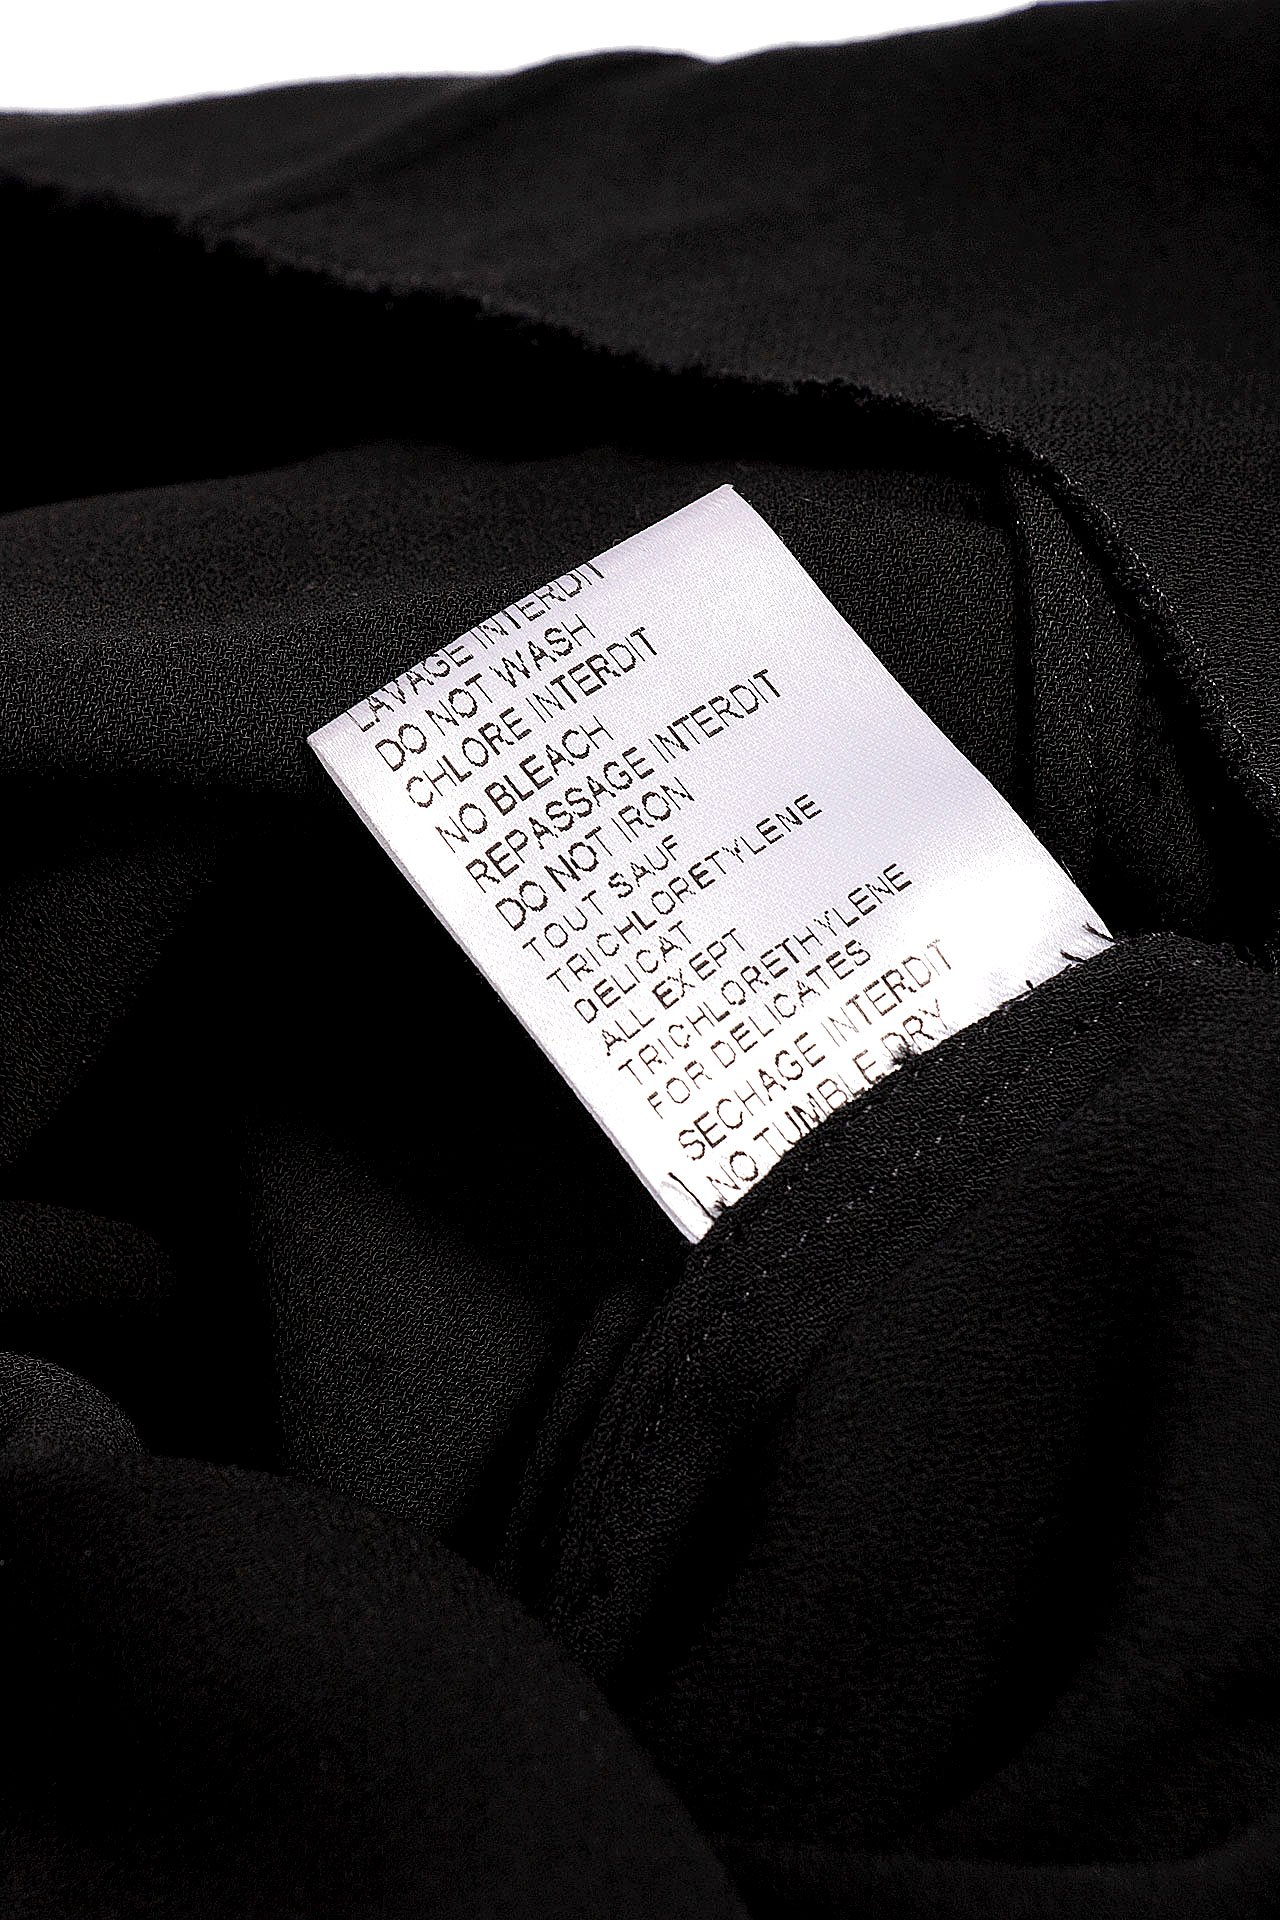 LAVAGE INTERDIT
DO NOT WASH
CHLORE INTERDIT
NO BLEACH
REPASSAGE INTERDIT
DO NOT IRON
TOUT SAUF
TRICHLORETYLENE
DELICAT
ALL EXEPT
TRICHLORETHYLENE
FOR DELICATES
SECHAGE INTERDIT
NO TUMBLE DRY